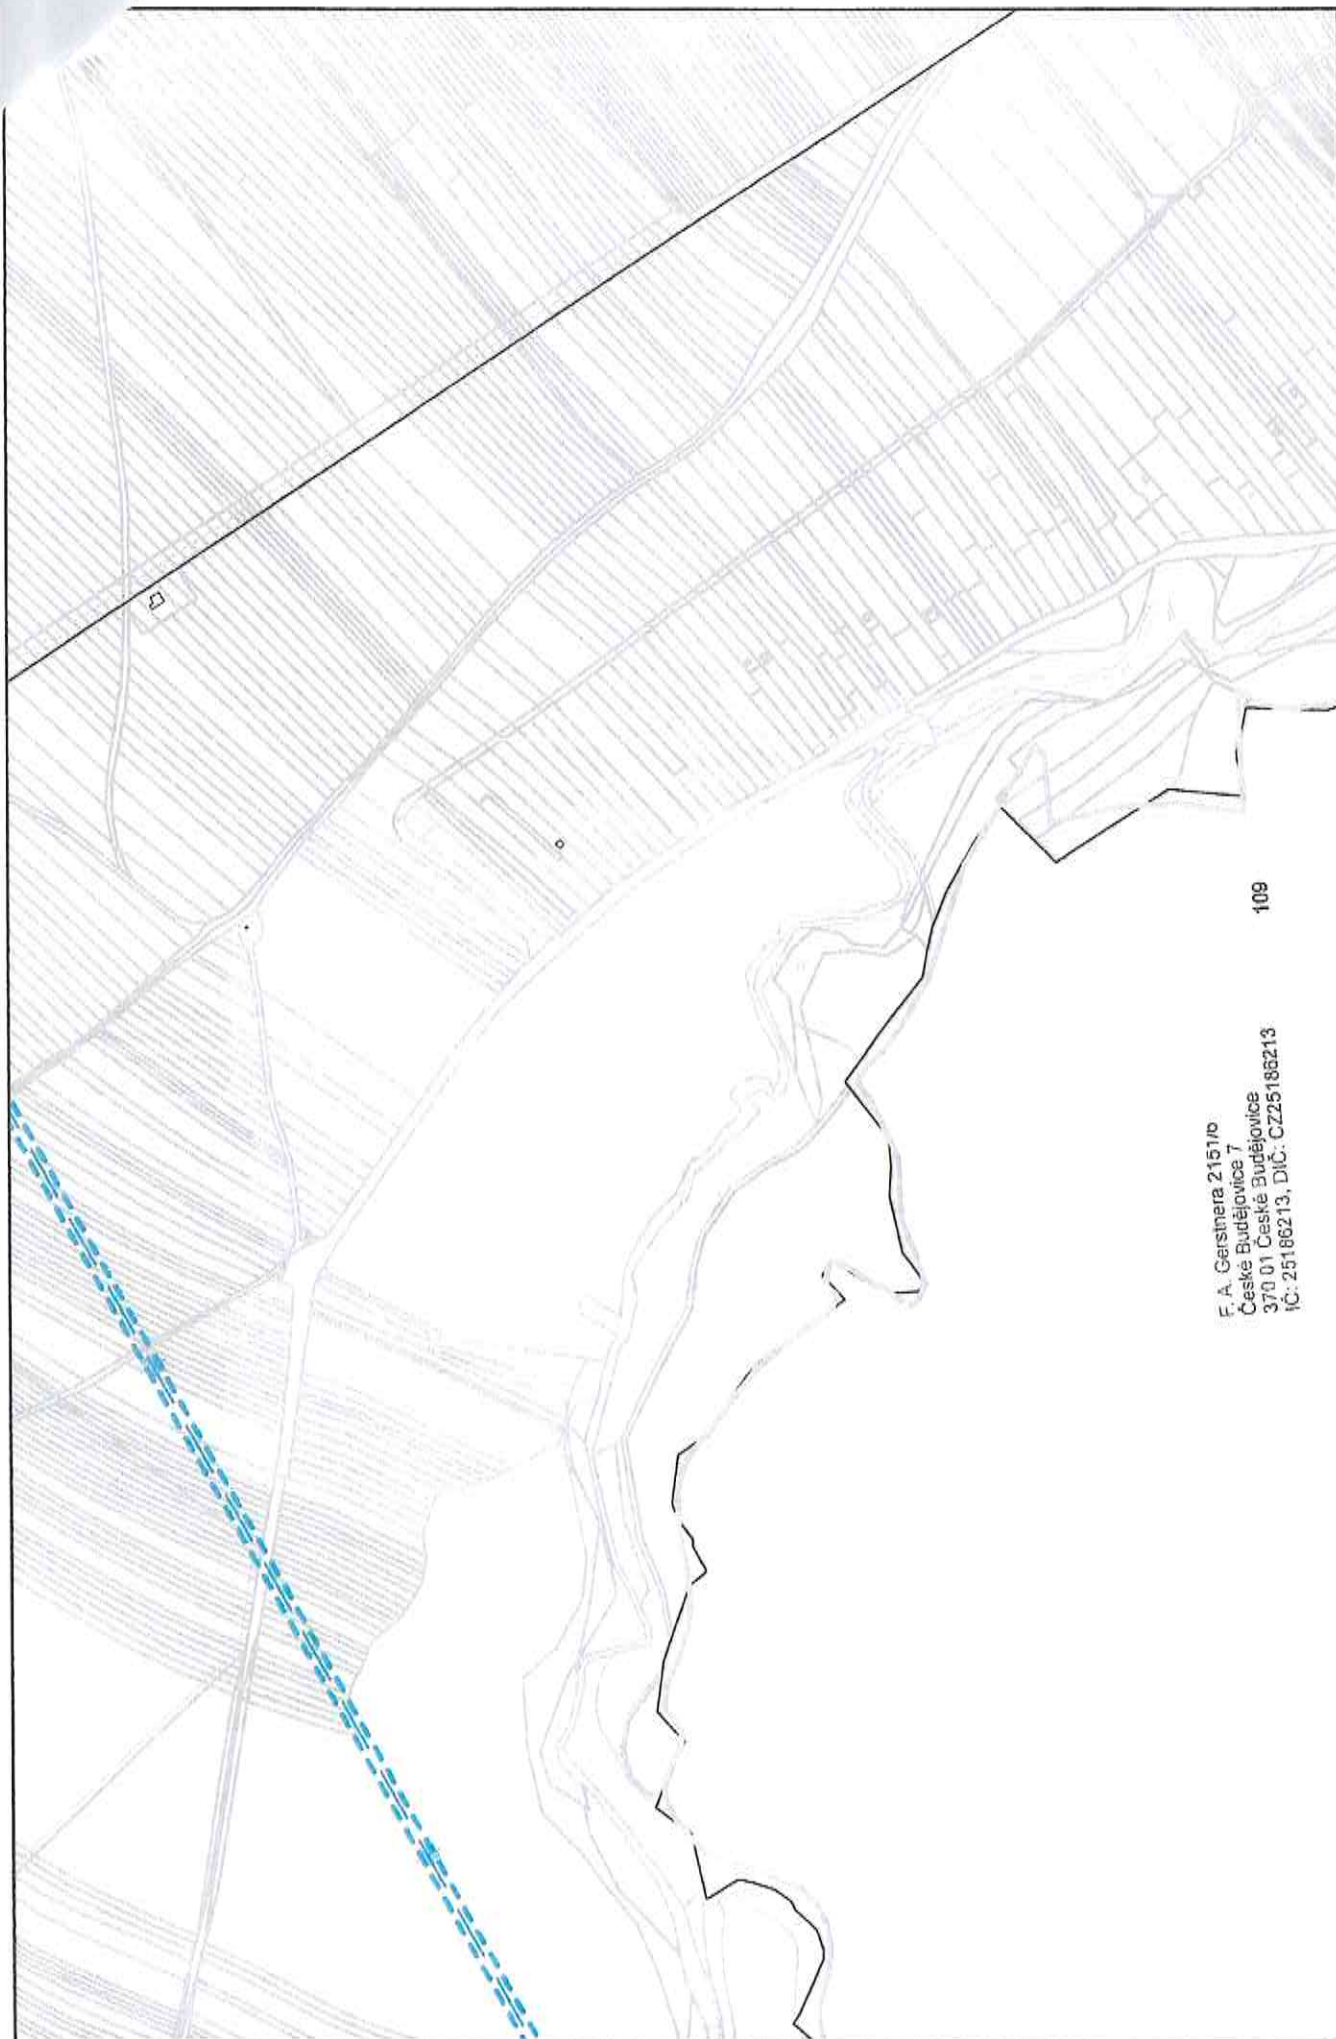 F. A. Gerstnera 2151/6
České Budějovice 7
370 01 České Budějovice
IČ: 25186213, DIČ: CZ25186213
109